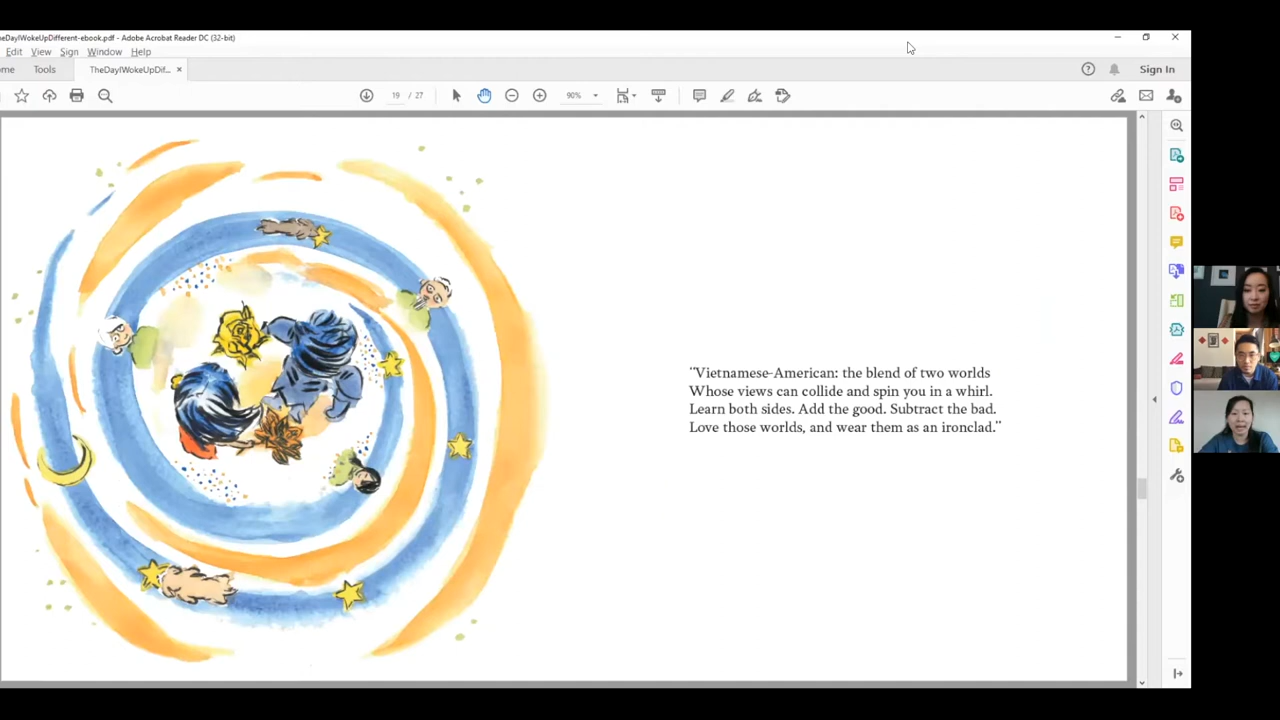 heDayIWokeUpDifferent-ebook.pdf - Adobe Acrobat Reader DC (32-bit)
Edit View Sign Window Help
ome Tools TheDayIWokeUpDif... × Sign In
19 / 27 90%
"Vietnamese-American: the blend of two worlds
Whose views can collide and spin you in a whirl.
Learn both sides. Add the good. Subtract the bad.
Love those worlds, and wear them as an ironclad."